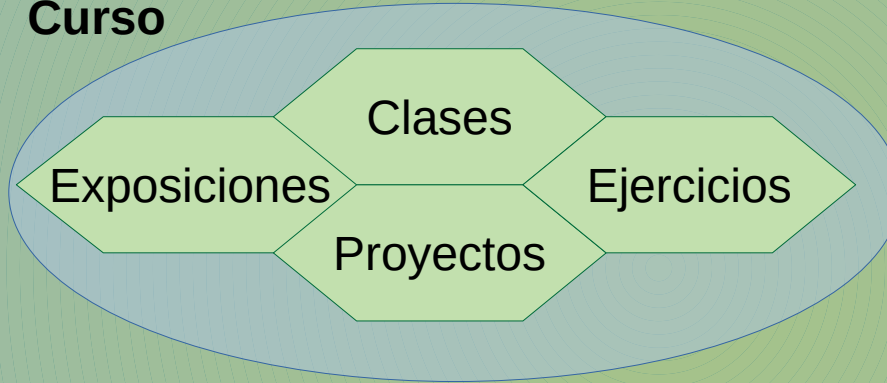 Curso
Clases
Exposiciones
Ejercicios
Proyectos